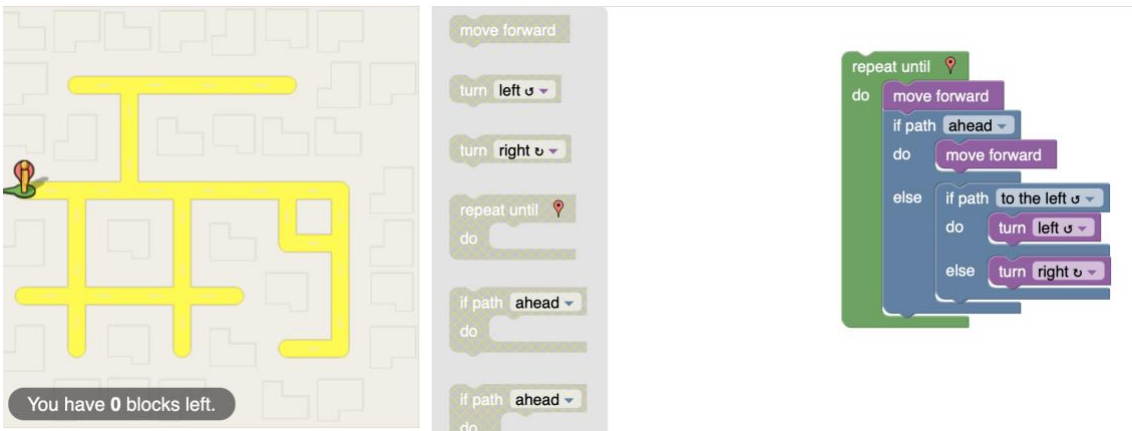 You have 0 blocks left.
move forward
turn left ↺
turn right ↻
repeat until
do
if path ahead
do
if path ahead
do
repeat until
do move forward
if path ahead
do move forward
else if path to the left ↺
do turn left ↺
else turn right ↻